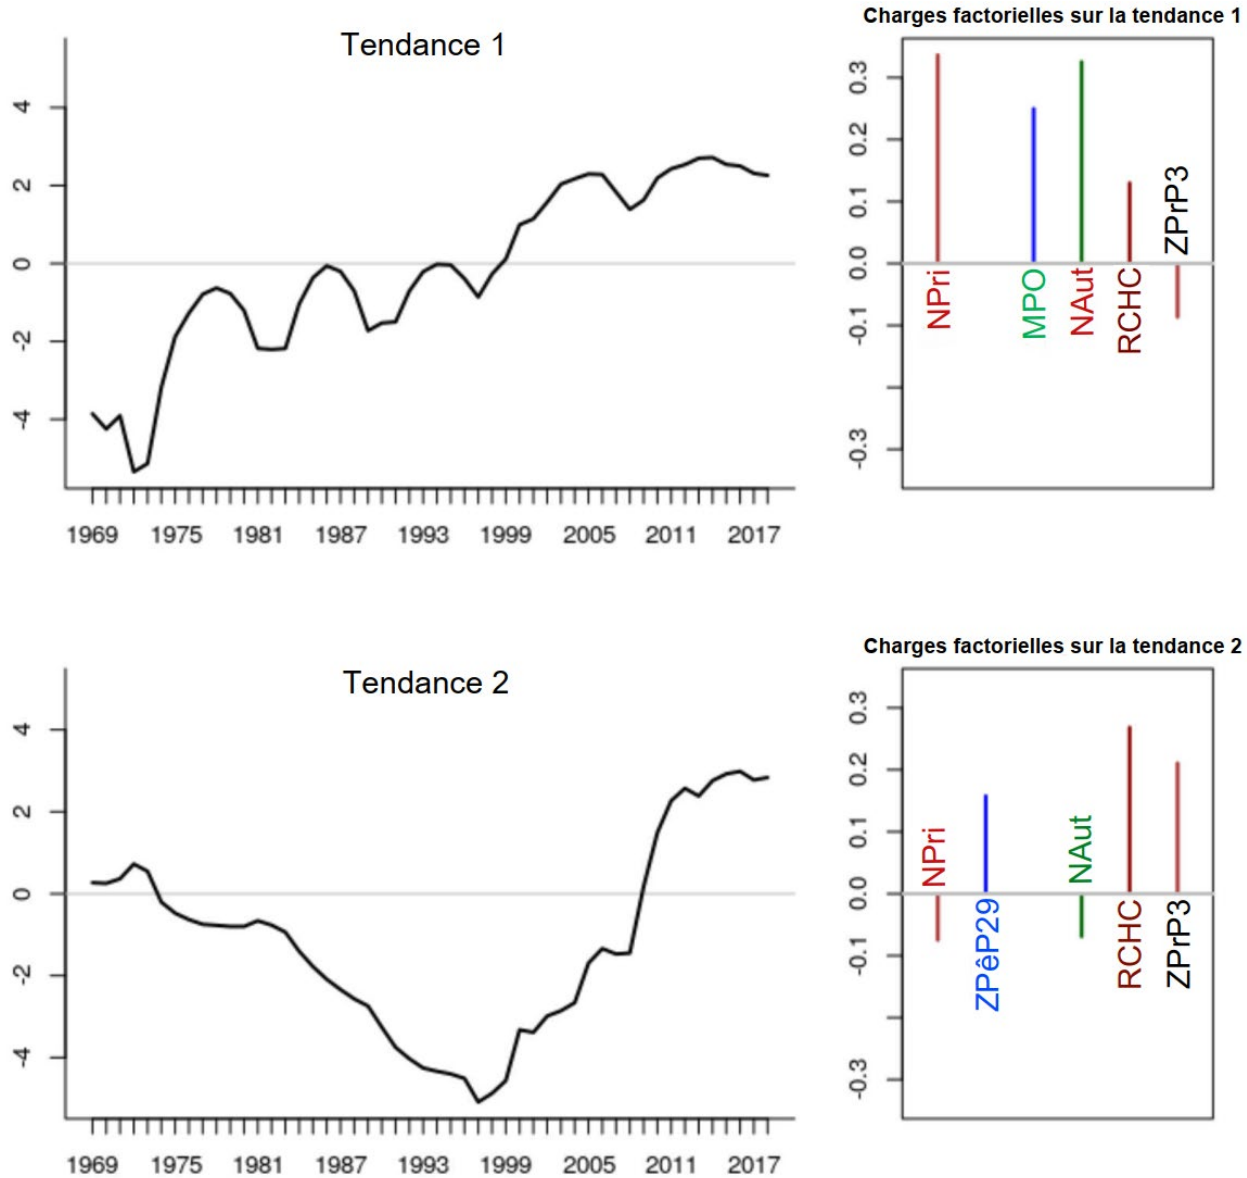 Tendance 1
4
2
0
-2
-4
1969 1975 1981 1987 1993 1999 2005 2011 2017
Charges factorielles sur la tendance 1
0.3
0.2
0.1
0.0
-0.1
-0.3
NPri
MPO
NAut
RCHC
ZPrP3
Tendance 2
4
2
0
-2
-4
1969 1975 1981 1987 1993 1999 2005 2011 2017
Charges factorielles sur la tendance 2
0.3
0.2
0.1
0.0
-0.1
-0.3
NPri
ZPêP29
NAut
RCHC
ZPrP3